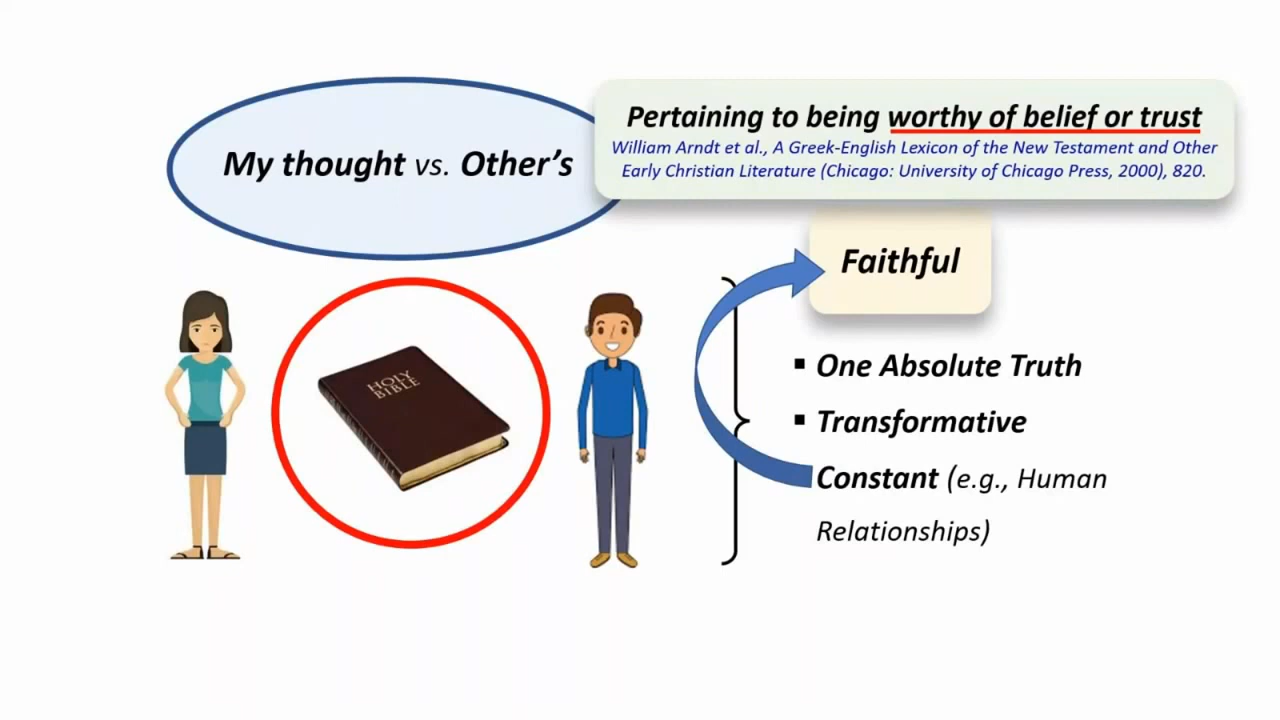 My thought vs. Other’s
Pertaining to being worthy of belief or trust
William Arndt et al., A Greek-English Lexicon of the New Testament and Other
Early Christian Literature (Chicago: University of Chicago Press, 2000), 820.
Faithful
HOLY
BIBLE
▪ One Absolute Truth
▪ Transformative
Constant (e.g., Human
Relationships)